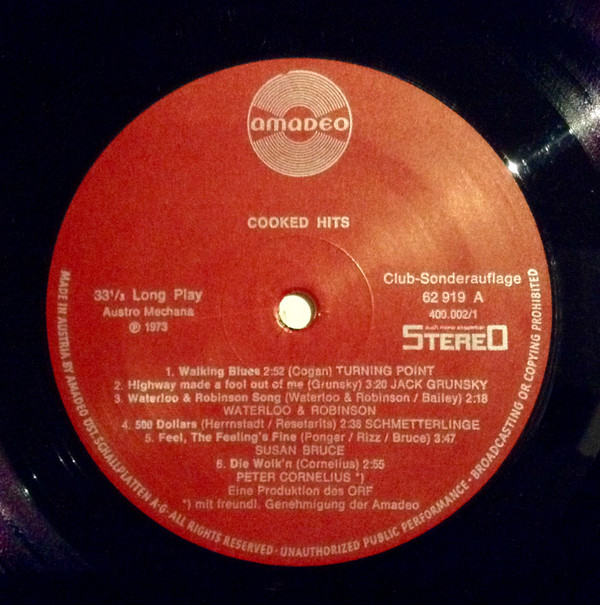 AMADEO
COOKED HITS
33 1/3 Long Play
Austro Mechana
℗ 1973
Club-Sonderauflage
62 919 A
400.002/1
auch mono abspielbar
STEREO
1. Walking Blues 2:52 (Cogan) TURNING POINT
2. Highway made a fool out of me (Grunsky) 3:20 JACK GRUNSKY
3. Waterloo & Robinson Song (Waterloo & Robinson / Bailey) 2:18
WATERLOO & ROBINSON
4. 500 Dollars (Herrnstadt / Resetarits) 2:38 SCHMETTERLINGE
5. Feel, The Feeling's Fine (Ponger / Rizz / Bruce) 3:47
SUSAN BRUCE
6. Die Wolk'n (Cornelius) 2:55
PETER CORNELIUS *)
Eine Produktion des ORF
*) mit freundl. Genehmigung der Amadeo
MADE IN AUSTRIA BY AMADEO ÖST. SCHALLPLATTEN A·G· ALL RIGHTS RESERVED · UNAUTHORIZED PUBLIC PERFORMANCE · BROADCASTING OR COPYING PROHIBITED